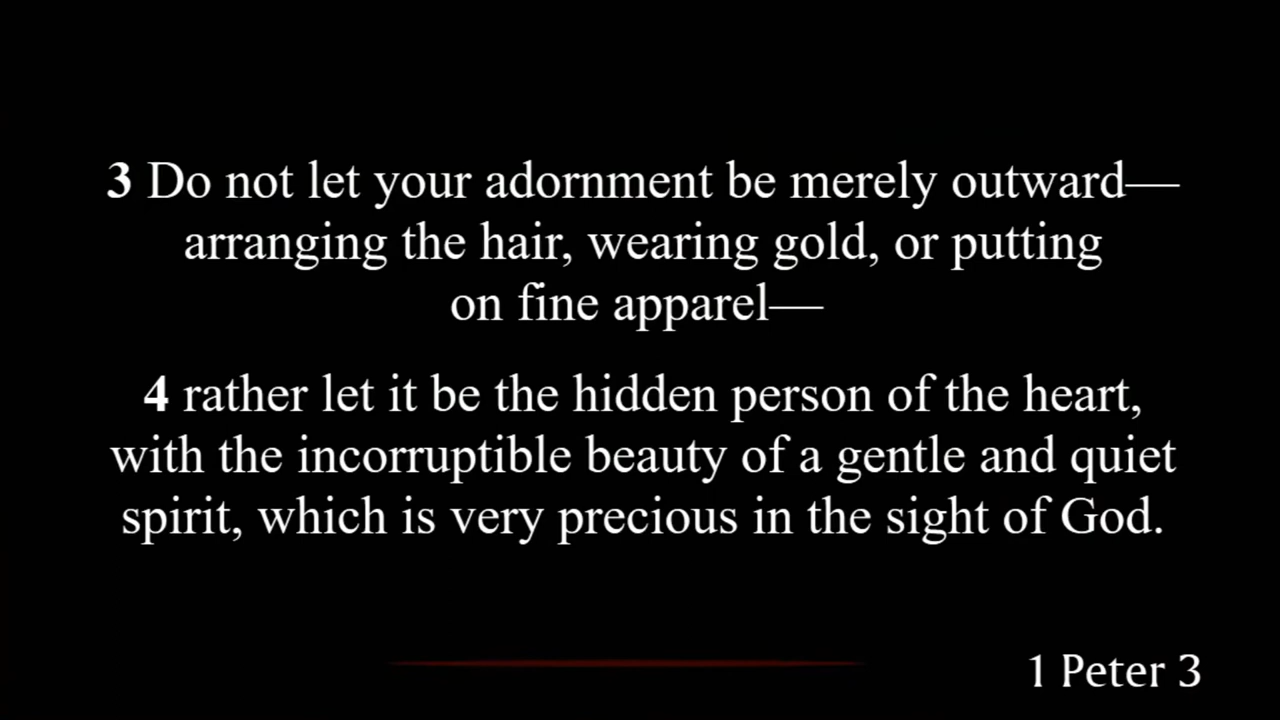 3 Do not let your adornment be merely outward—
arranging the hair, wearing gold, or putting
on fine apparel—
4 rather let it be the hidden person of the heart,
with the incorruptible beauty of a gentle and quiet
spirit, which is very precious in the sight of God.
1 Peter 3